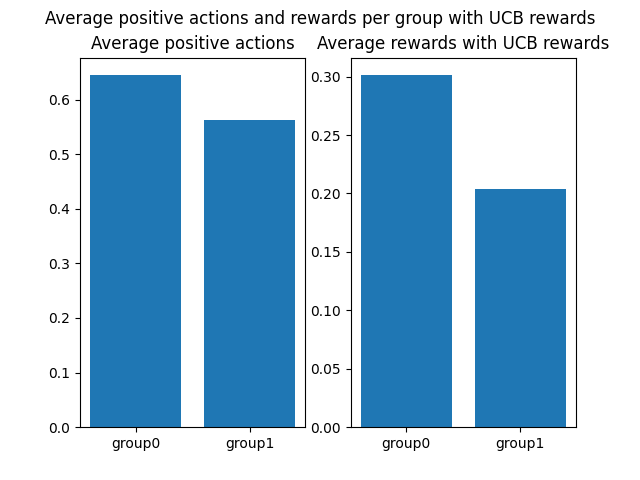 Average positive actions and rewards per group with UCB rewards
Average positive actions
0.6
0.5
0.4
0.3
0.2
0.1
0.0
group0 group1
Average rewards with UCB rewards
0.30
0.25
0.20
0.15
0.10
0.05
0.00
group0 group1